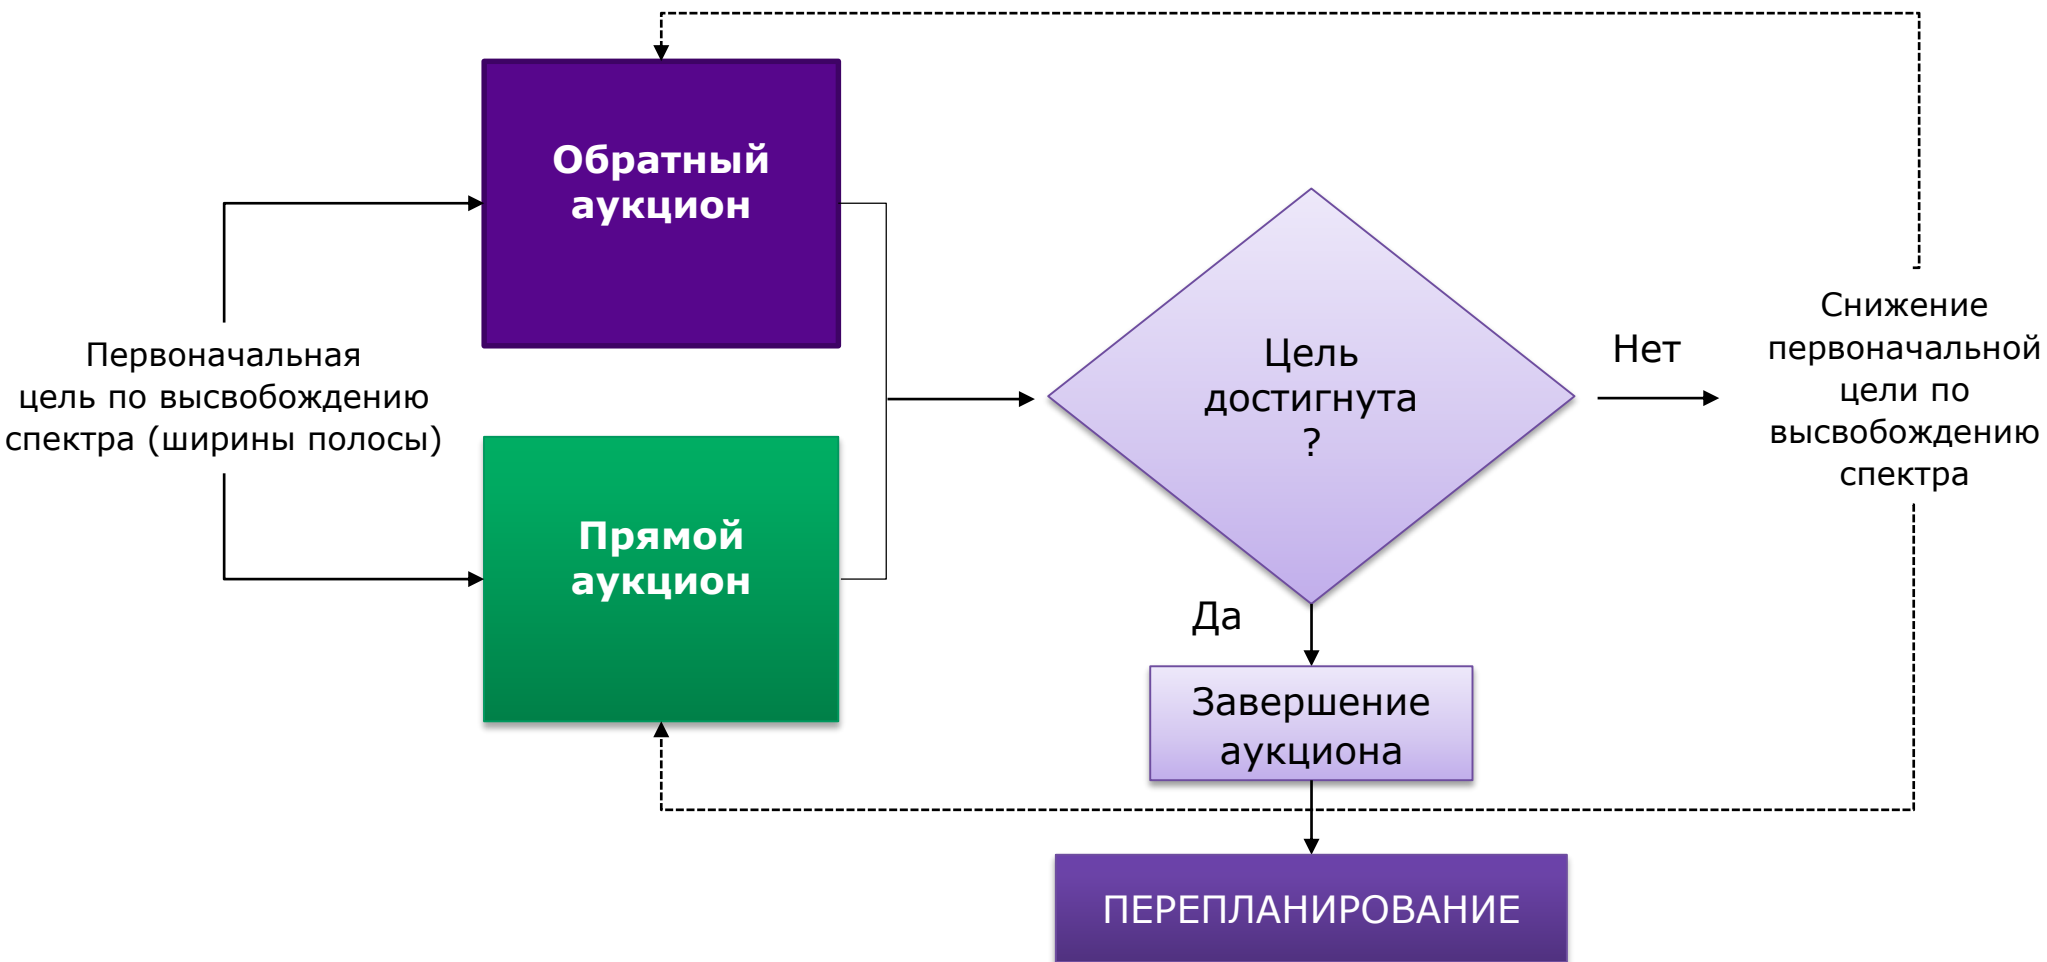 Обратный
аукцион
Первоначальная
цель по высвобождению
спектра (ширины полосы)
Прямой
аукцион
Цель
достигнута
?
Нет
Снижение
первоначальной
цели по
высвобождению
спектра
Да
Завершение
аукциона
ПЕРЕПЛАНИРОВАНИЕ